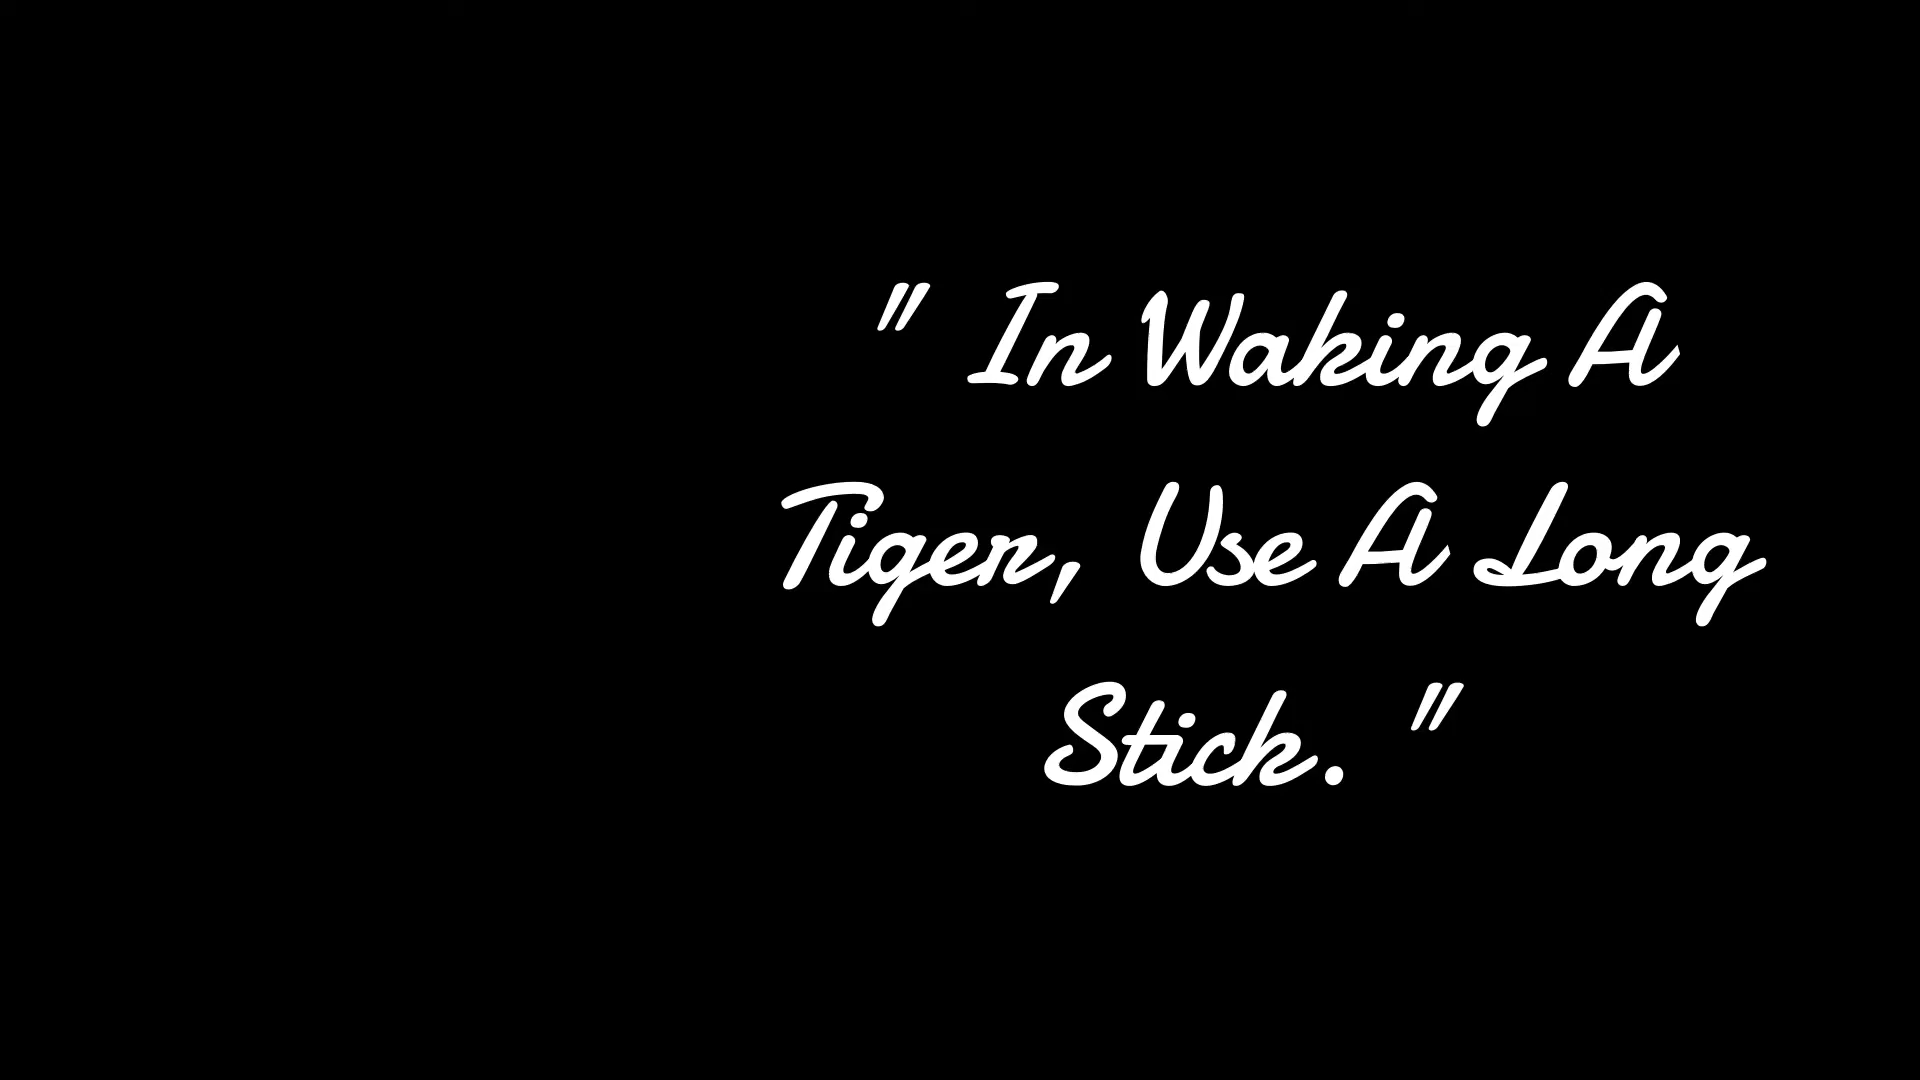 " In Waking A
Tiger, Use A Long
Stick. "